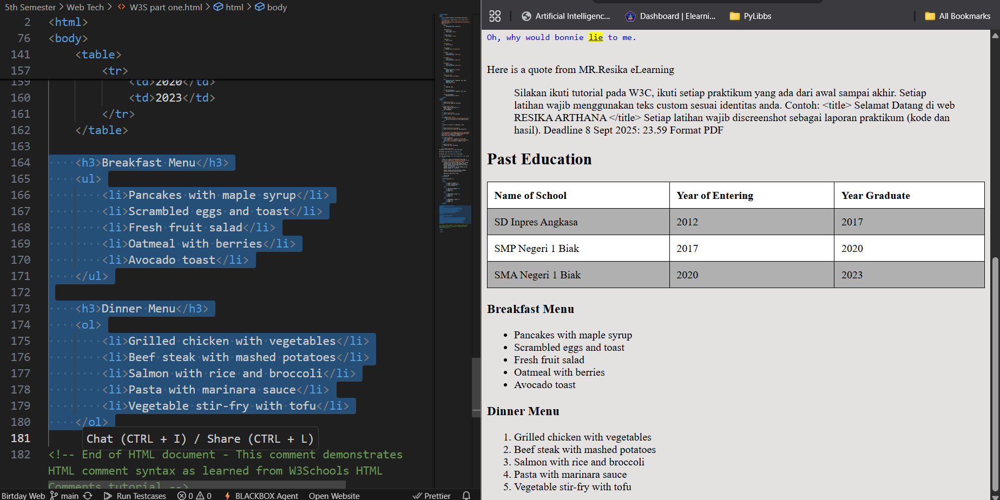 5th Semester > Web Tech > <> W3S part one.html > html > body
2 <html>
76 <body>
141 <table>
157 <tr>
159 <td>2020</td>
160 <td>2023</td>
161 </tr>
162 </table>
163
164 <h3>Breakfast Menu</h3>
165 <ul>
166 <li>Pancakes with maple syrup</li>
167 <li>Scrambled eggs and toast</li>
168 <li>Fresh fruit salad</li>
169 <li>Oatmeal with berries</li>
170 <li>Avocado toast</li>
171 </ul>
172
173 <h3>Dinner Menu</h3>
174 <ol>
175 <li>Grilled chicken with vegetables</li>
176 <li>Beef steak with mashed potatoes</li>
177 <li>Salmon with rice and broccoli</li>
178 <li>Pasta with marinara sauce</li>
179 <li>Vegetable stir-fry with tofu</li>
180 </ol>
181 Chat (CTRL + I) / Share (CTRL + L)
182 <!-- End of HTML document - This comment demonstrates
HTML comment syntax as learned from W3Schools HTML
Comments tutorial -->
Birtday Web main Run Testcases 0 0 BLACKBOX Agent Open Website Prettier
Artificial Intelligenc... Dashboard | Elearni... PyLibbs All Bookmarks
Oh, why would bonnie lie to me.
Here is a quote from MR.Resika eLearning
Silakan ikuti tutorial pada W3C, ikuti setiap praktikum yang ada dari awal sampai akhir. Setiap
latihan wajib menggunakan teks custom sesuai identitas anda. Contoh: <title> Selamat Datang di web
RESIKA ARTHANA </title> Setiap latihan wajib discreenshot sebagai laporan praktikum (kode dan
hasil). Deadline 8 Sept 2025: 23.59 Format PDF
Past Education
Name of School Year of Entering Year Graduate
SD Inpres Angkasa 2012 2017
SMP Negeri 1 Biak 2017 2020
SMA Negeri 1 Biak 2020 2023
Breakfast Menu
• Pancakes with maple syrup
• Scrambled eggs and toast
• Fresh fruit salad
• Oatmeal with berries
• Avocado toast
Dinner Menu
1. Grilled chicken with vegetables
2. Beef steak with mashed potatoes
3. Salmon with rice and broccoli
4. Pasta with marinara sauce
5. Vegetable stir-fry with tofu